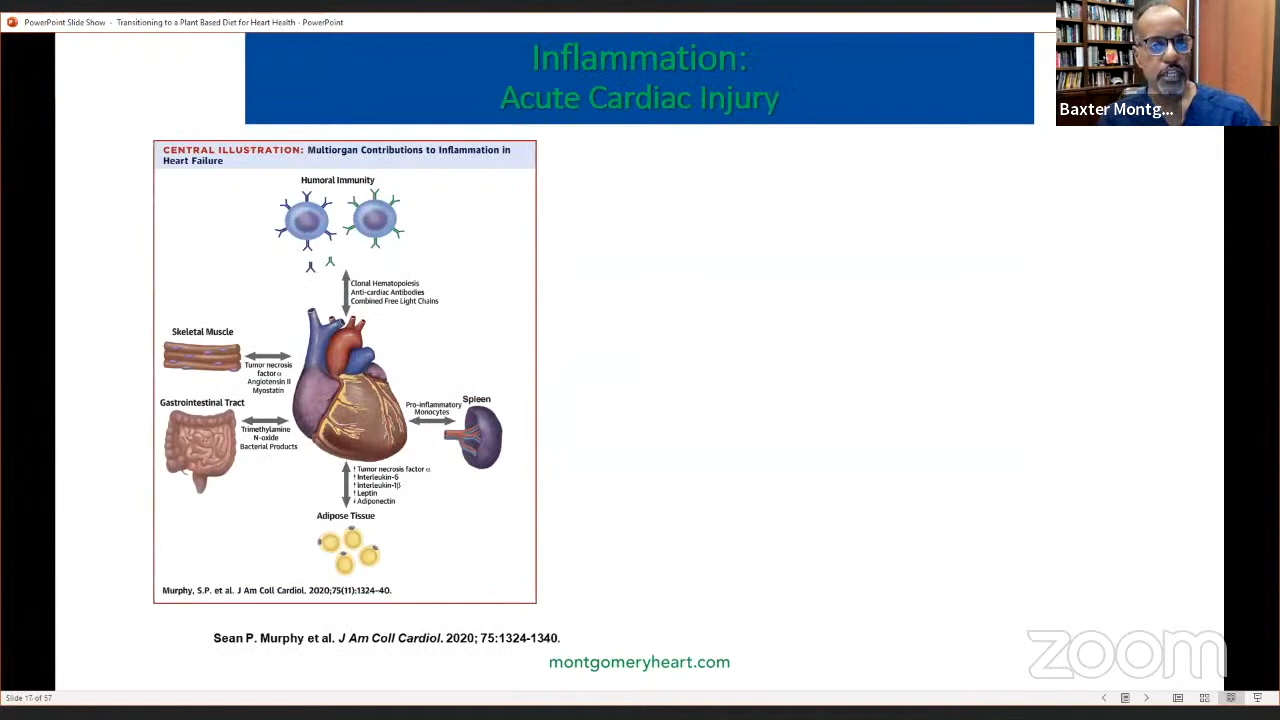 PowerPoint Slide Show - Transitioning to a Plant Based Diet for Heart Health - PowerPoint
Inflammation:
Acute Cardiac Injury
Baxter Montg...
CENTRAL ILLUSTRATION: Multiorgan Contributions to Inflammation in
Heart Failure
Humoral Immunity
Clonal Hematopoiesis
Anti-cardiac Antibodies
Combined Free Light Chains
Skeletal Muscle
Tumor necrosis
factor α
Angiotensin II
Myostatin
Gastrointestinal Tract
Trimethylamine
N-oxide
Bacterial Products
Pro-inflammatory
Monocytes
Spleen
↑ Tumor necrosis factor α
↑ Interleukin-6
↑ Interleukin-1β
↑ Leptin
↓ Adiponectin
Adipose Tissue
Murphy, S.P. et al. J Am Coll Cardiol. 2020;75(11):1324-40.
Sean P. Murphy et al. J Am Coll Cardiol. 2020; 75:1324-1340.
montgomeryheart.com
zoom
Slide 17 of 57